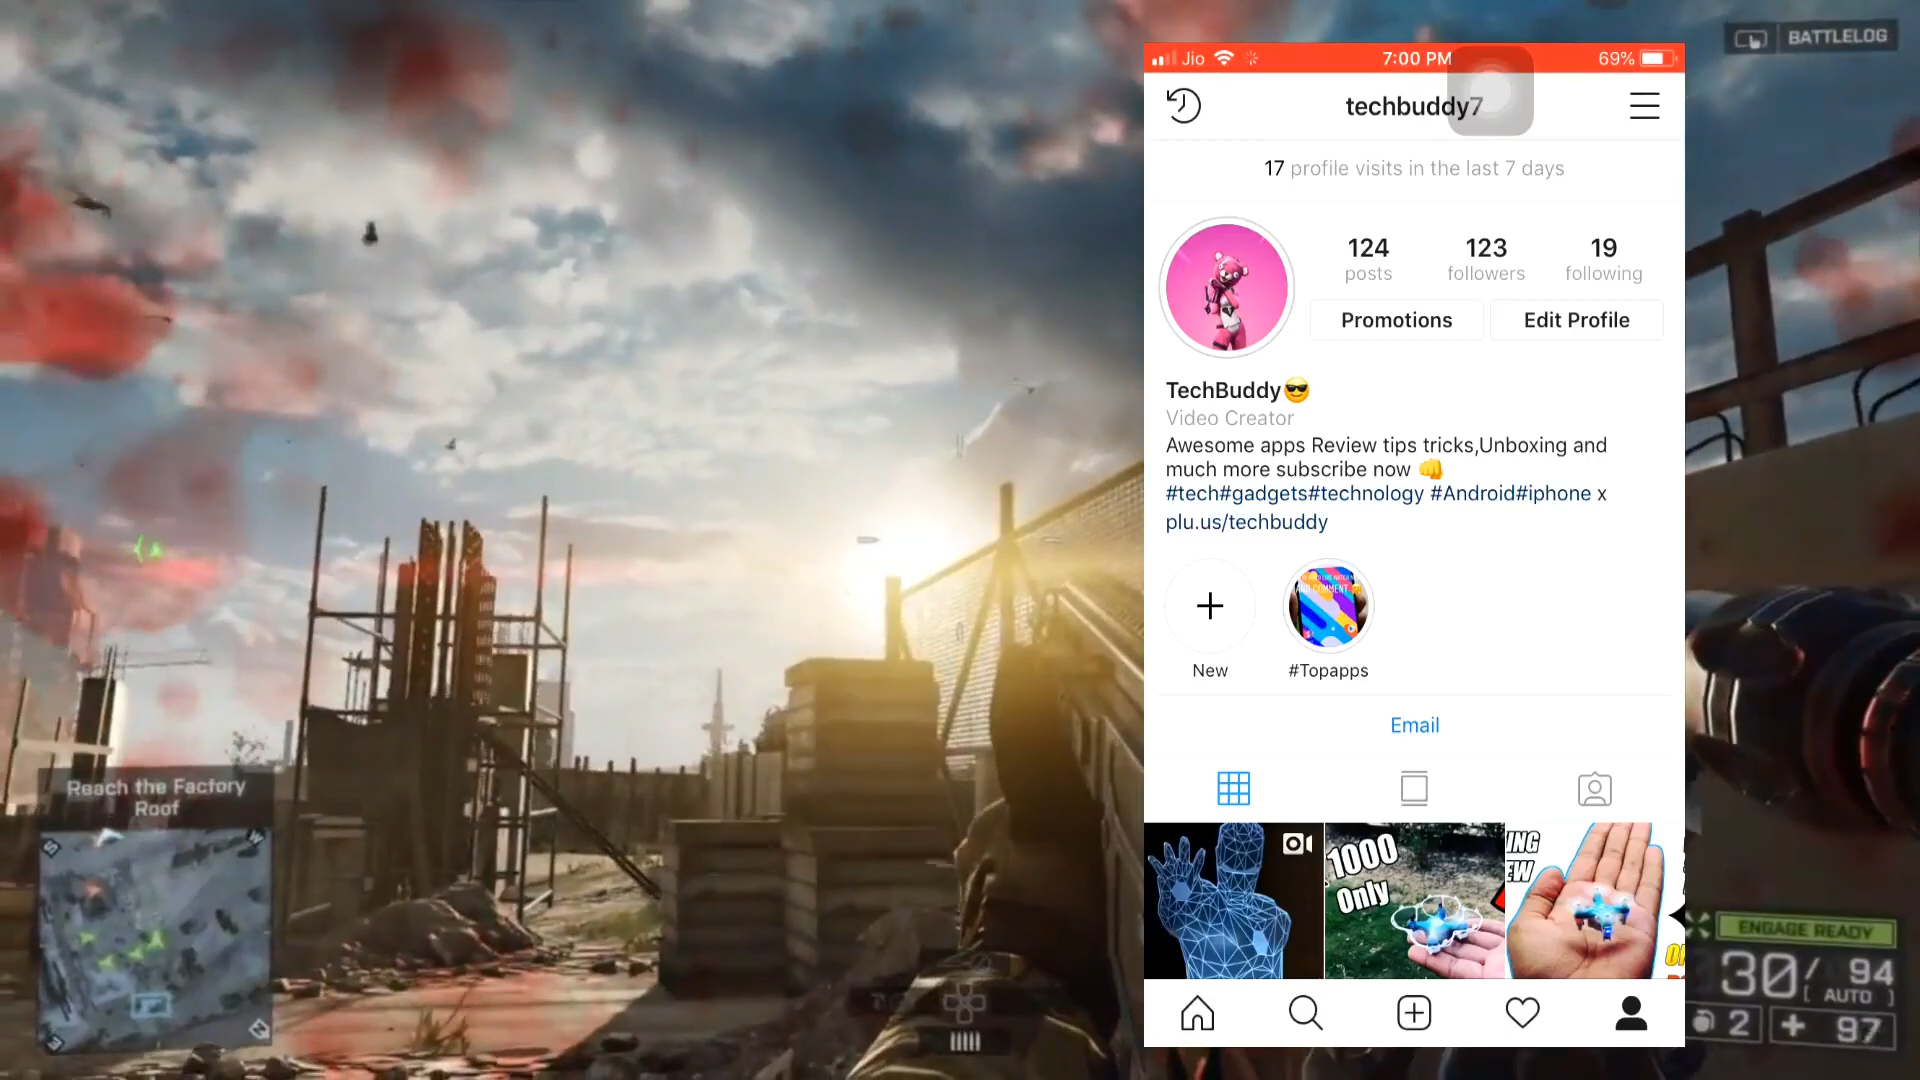 BATTLELOG
Jio
7:00 PM
69%
techbuddy7
17 profile visits in the last 7 days
124
123
19
posts
followers
following
Promotions
Edit Profile
TechBuddy😎
Video Creator
Awesome apps Review tips tricks,Unboxing and
much more subscribe now 👊
#tech#gadgets#technology #Android#iphone x
plu.us/techbuddy
New
#Topapps
Email
1000
Only
Reach the Factory
Roof
ENGAGE READY
30/ 94
[ AUTO ]
2
+ 97